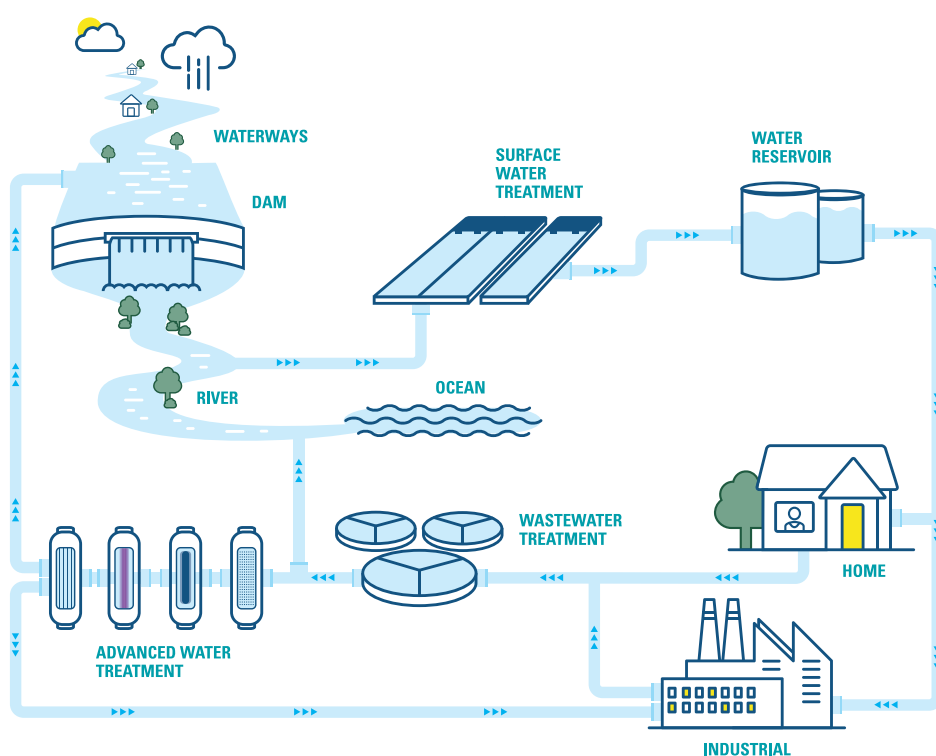 WATERWAYS
DAM
SURFACE
WATER
TREATMENT
WATER
RESERVOIR
RIVER
OCEAN
WASTEWATER
TREATMENT
HOME
ADVANCED WATER
TREATMENT
INDUSTRIAL